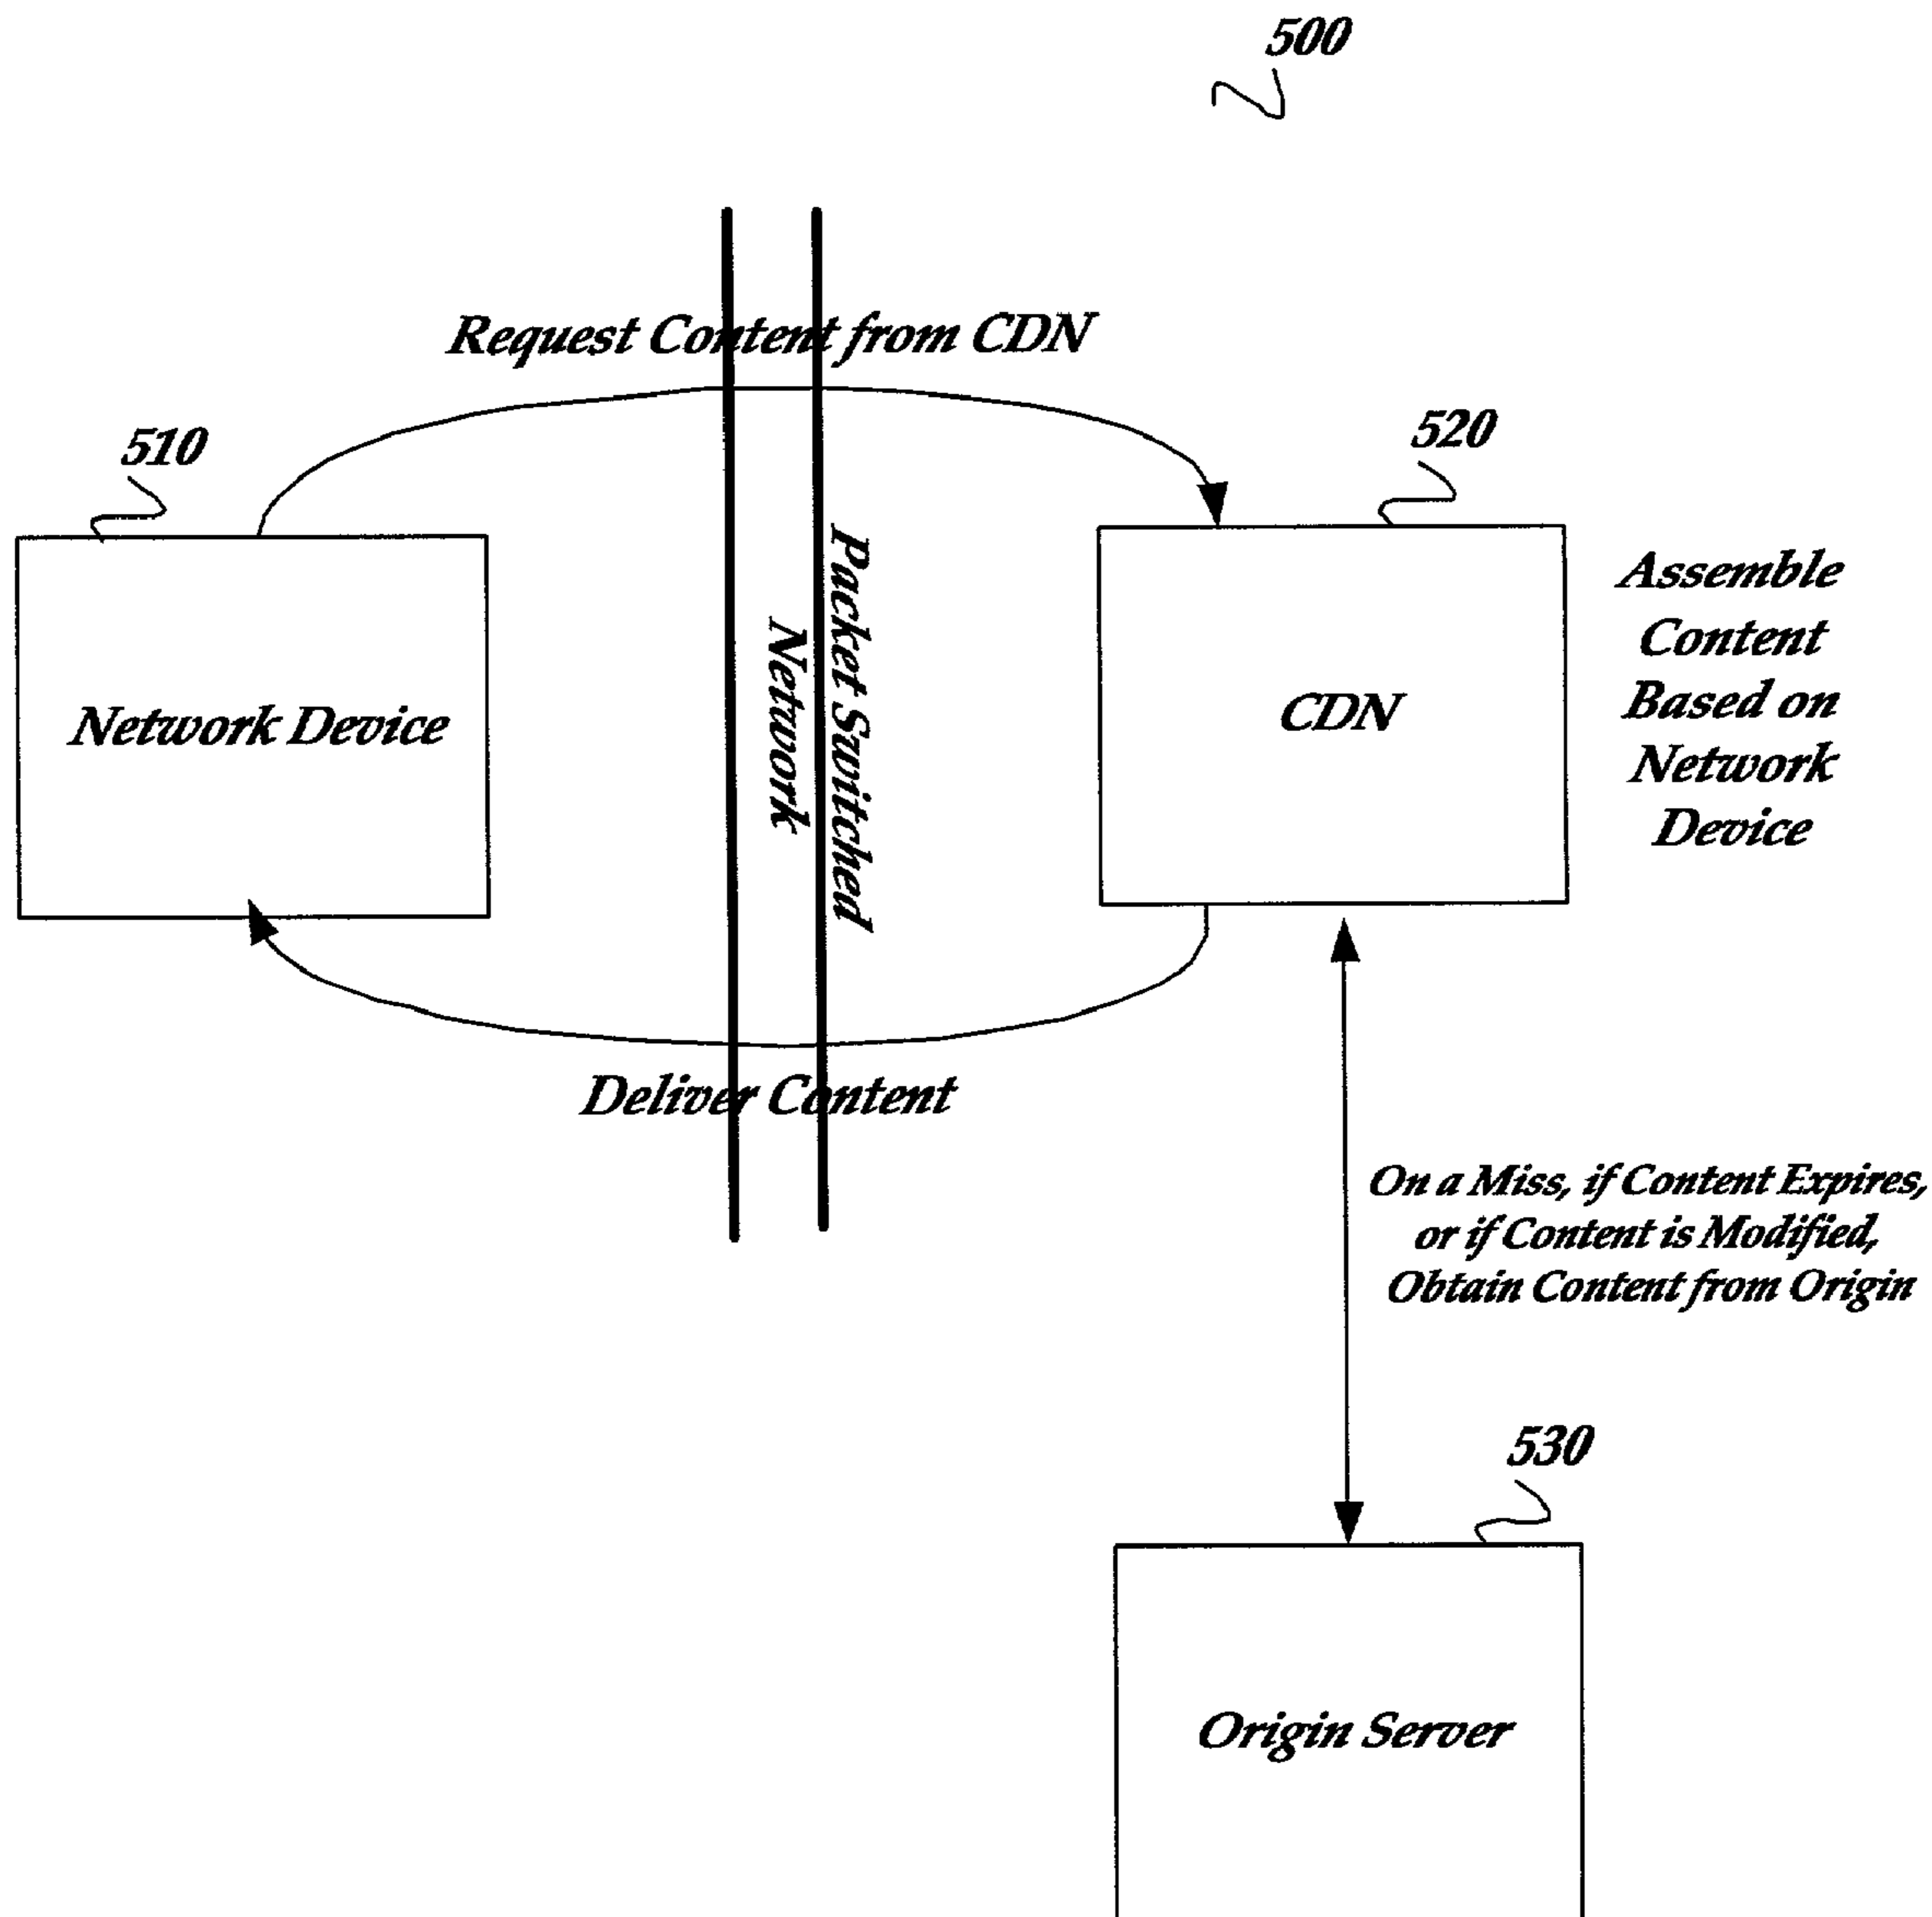 500
Request Content from CDN
510
520
Network Device
Packet Switched
Network
CDN
Assemble
Content
Based on
Network
Device
Deliver Content
On a Miss, if Content Expires,
or if Content is Modified,
Obtain Content from Origin
530
Origin Server